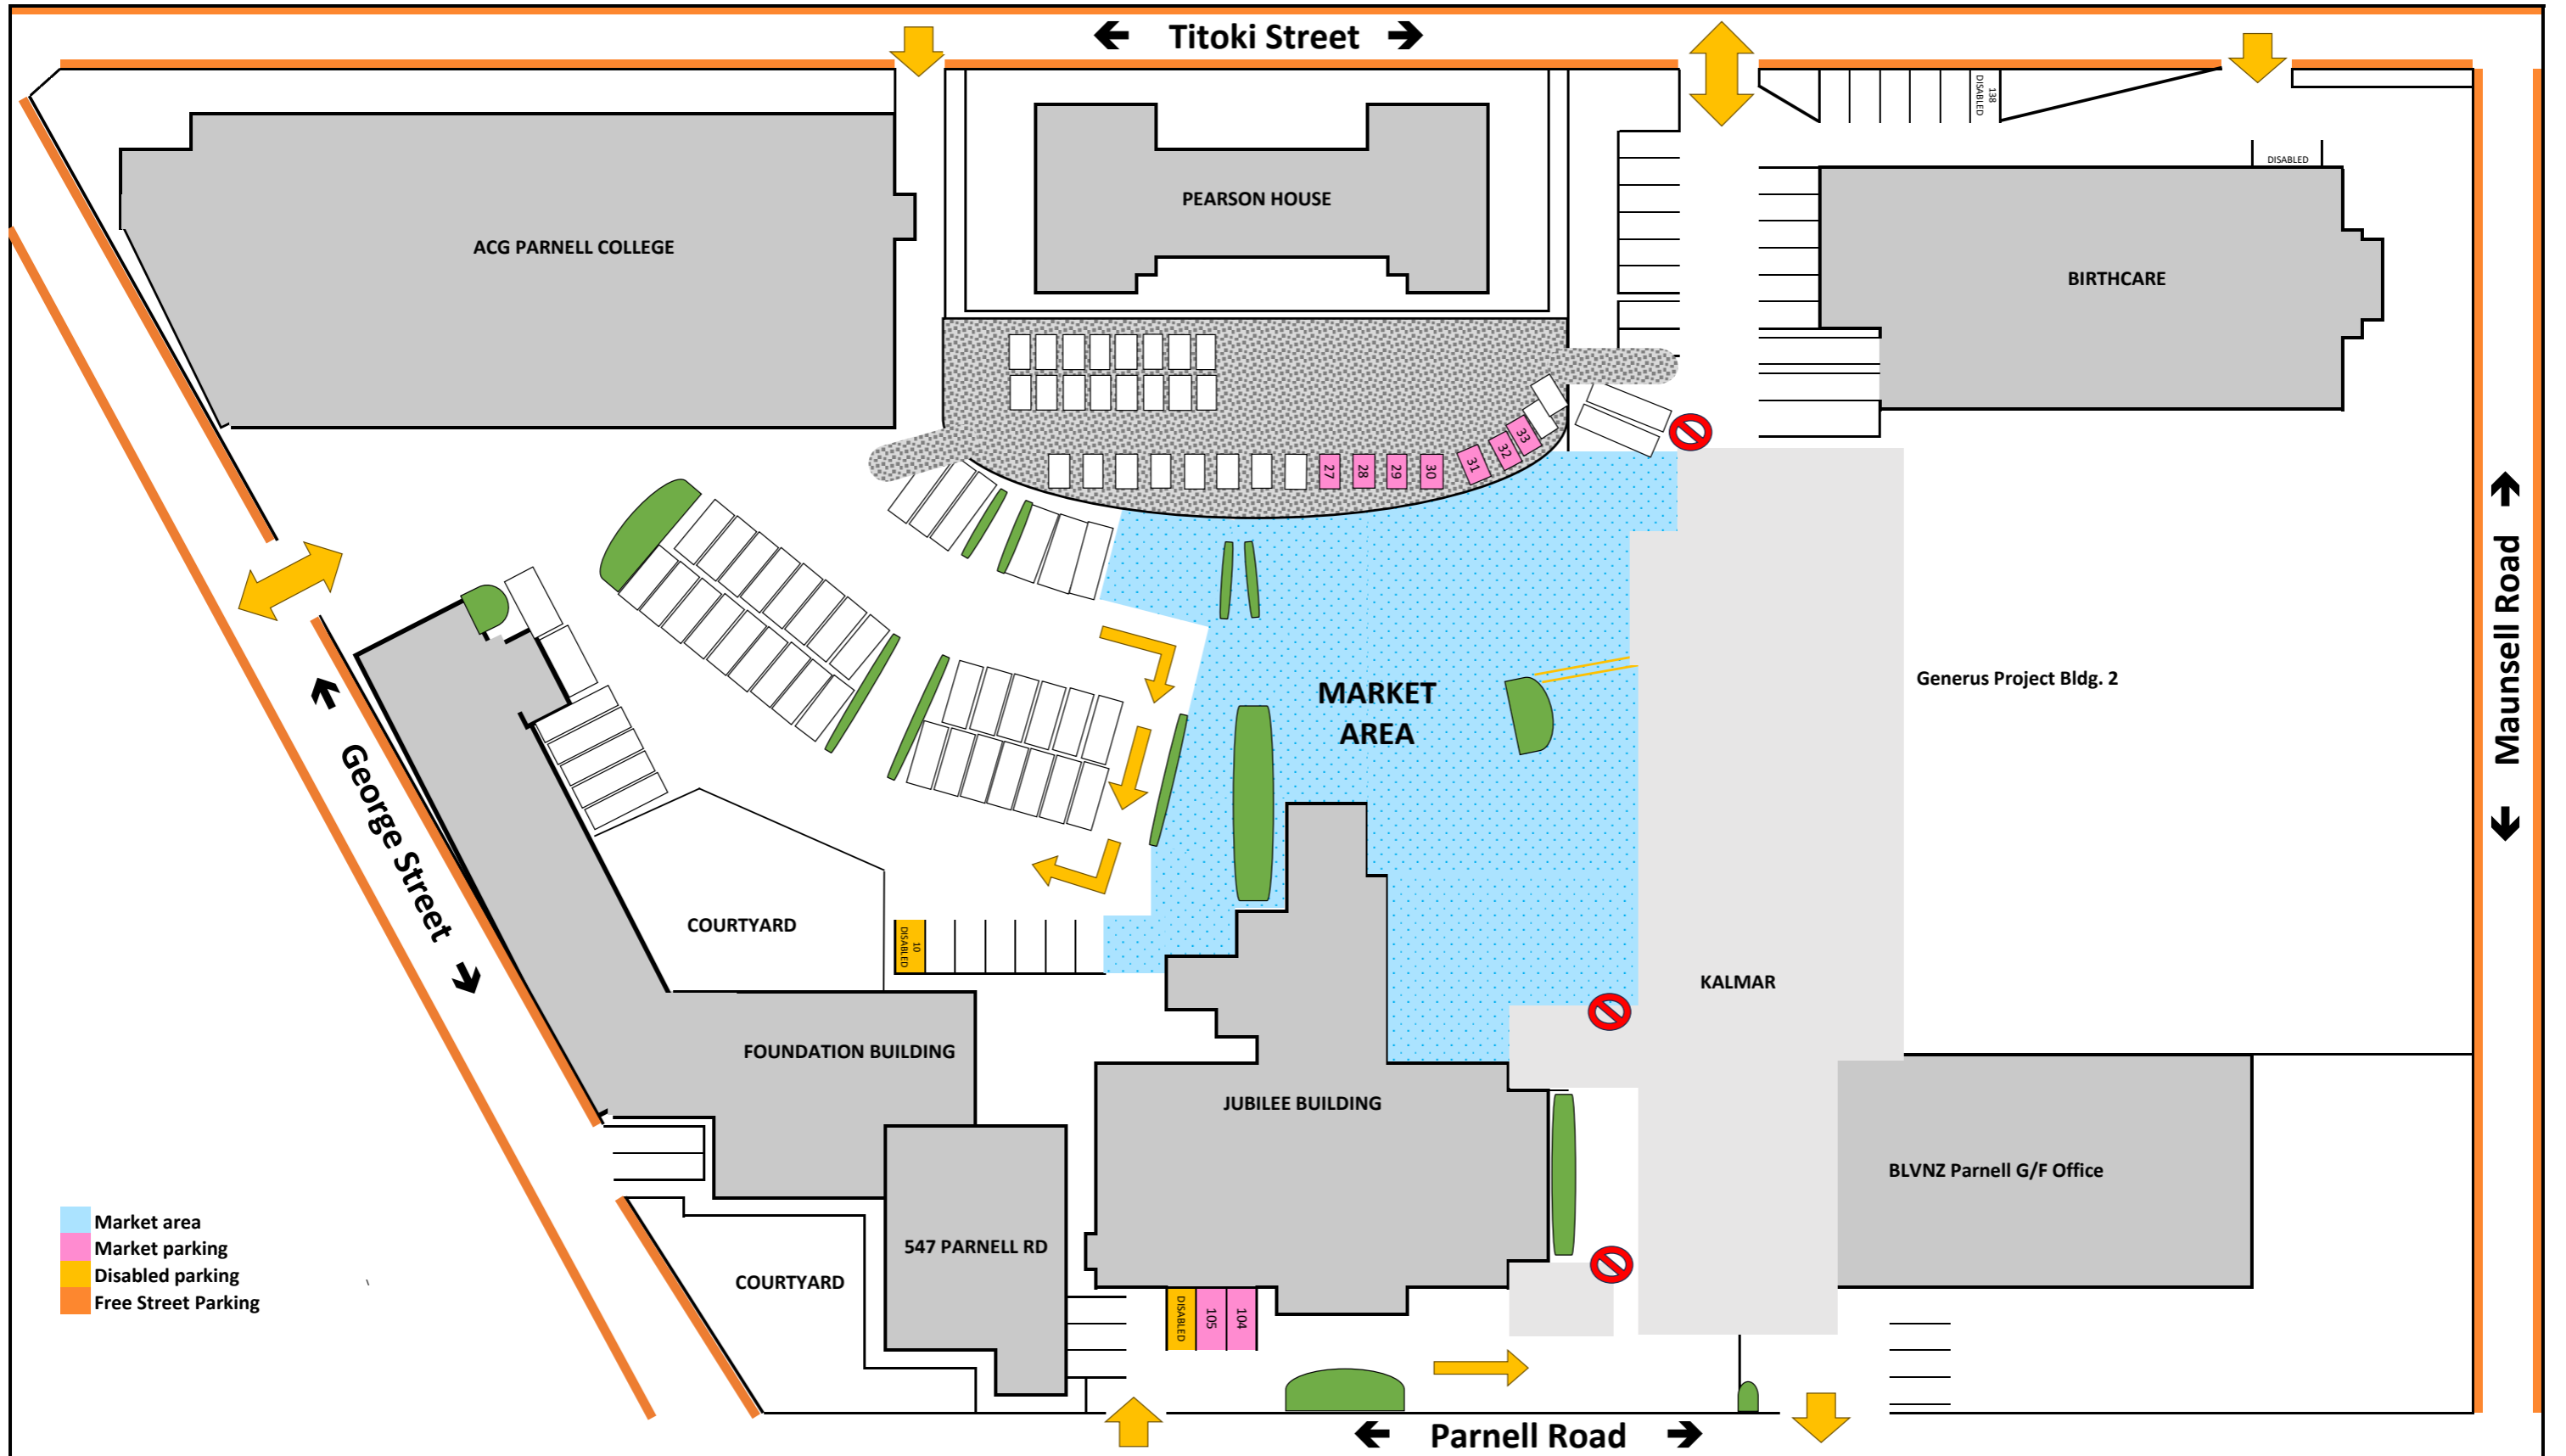 ← Titoki Street →
138
DISABLED
DISABLED
PEARSON HOUSE
ACG PARNELL COLLEGE
BIRTHCARE
33
32
31
30
29
28
27
Maunsell Road
Generus Project Bldg. 2
MARKET
AREA
George Street
COURTYARD
10
DISABLED
KALMAR
FOUNDATION BUILDING
JUBILEE BUILDING
BLVNZ Parnell G/F Office
547 PARNELL RD
COURTYARD
Market area
Market parking
Disabled parking
Free Street Parking
DISABLED
105
104
← Parnell Road →